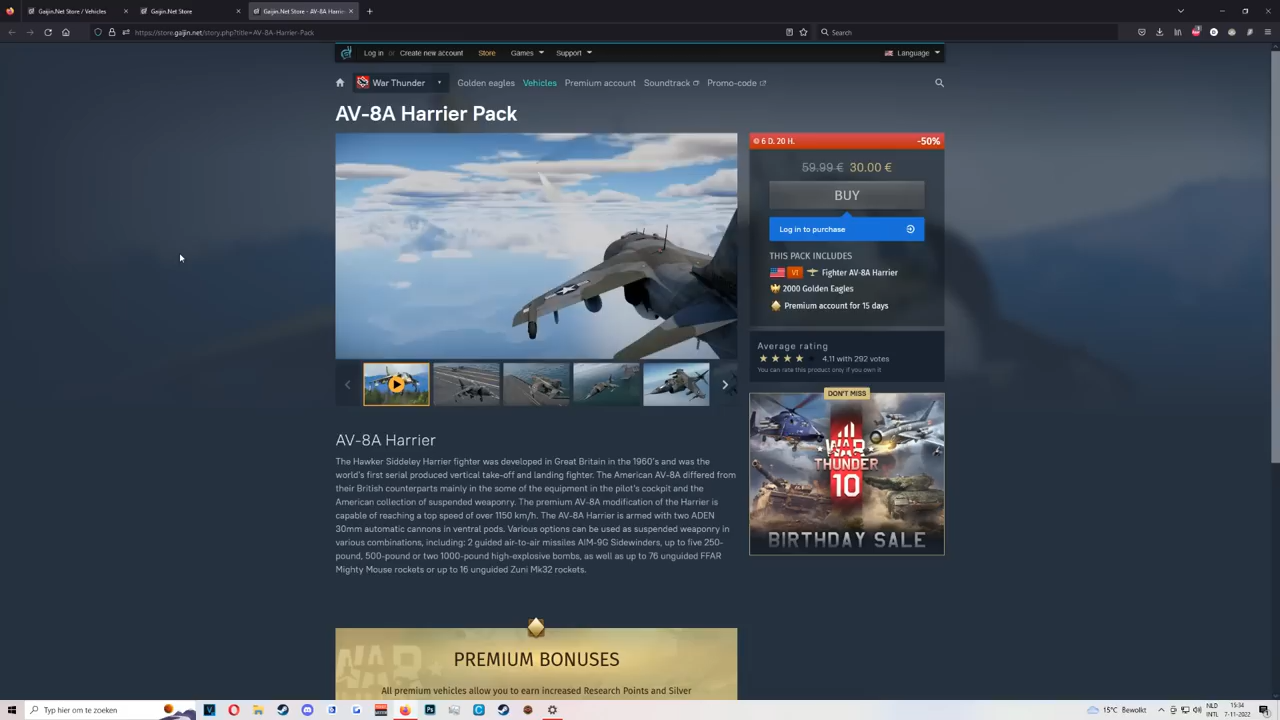 Gaijin.Net Store / Vehicles
Gaijin.Net Store
Gaijin.Net Store - AV-8A Harrie
https://store.gaijin.net/story.php?title=AV-8A-Harrier-Pack
Search
Log in or Create new account Store Games Support Language
War Thunder Golden eagles Vehicles Premium account Soundtrack Promo-code
AV-8A Harrier Pack
6 D. 20 H. -50%
59.99 € 30.00 €
BUY
Log in to purchase
THIS PACK INCLUDES
VI Fighter AV-8A Harrier
2000 Golden Eagles
Premium account for 15 days
Average rating
4.11 with 292 votes
You can rate this product only if you own it
DON'T MISS
WAR
THUNDER
10
BIRTHDAY SALE
AV-8A Harrier
The Hawker Siddeley Harrier fighter was developed in Great Britain in the 1960's and was the
world's first serial produced vertical take-off and landing fighter. The American AV-8A differed from
their British counterparts mainly in the some of the equipment in the pilot's cockpit and the
American collection of suspended weaponry. The premium AV-8A modification of the Harrier is
capable of reaching a top speed of over 1150 km/h. The AV-8A Harrier is armed with two ADEN
30mm automatic cannons in ventral pods. Various options can be used as suspended weaponry in
various combinations, including: 2 guided air-to-air missiles AIM-9G Sidewinders, up to five 250-
pound, 500-pound or two 1000-pound high-explosive bombs, as well as up to 76 unguided FFAR
Mighty Mouse rockets or up to 16 unguided Zuni Mk32 rockets.
WAR
PREMIUM BONUSES
All premium vehicles allow you to earn increased Research Points and Silver
Typ hier om te zoeken
15°C Bewolkt
NLD
INTL
15:34
7-11-2022